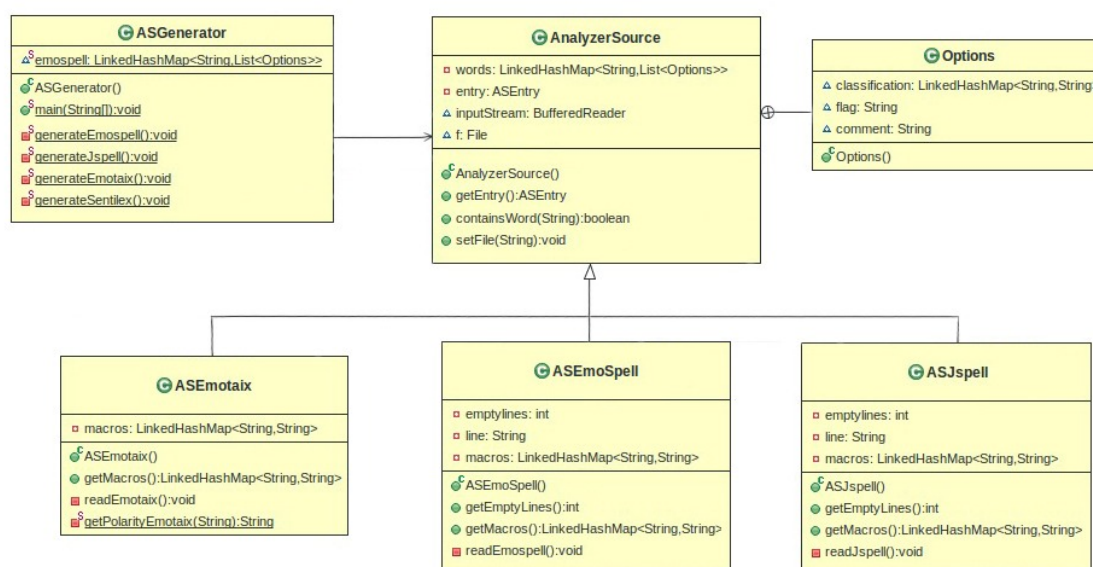 ASGenerator
emospell: LinkedHashMap<String,List<Options>>
ASGenerator()
main(String[]):void
generateEmospell():void
generateJspell():void
generateEmotaix():void
generateSentilex():void
AnalyzerSource
words: LinkedHashMap<String,List<Options>>
entry: ASEntry
inputStream: BufferedReader
f: File
AnalyzerSource()
getEntry():ASEntry
containsWord(String):boolean
setFile(String):void
Options
classification: LinkedHashMap<String,String>
flag: String
comment: String
Options()
ASEmotaix
macros: LinkedHashMap<String,String>
ASEmotaix()
getMacros():LinkedHashMap<String,String>
readEmotaix():void
getPolarityEmotaix(String):String
ASEmoSpell
emptylines: int
line: String
macros: LinkedHashMap<String,String>
ASEmoSpell()
getEmptyLines():int
getMacros():LinkedHashMap<String,String>
readEmospell():void
ASJspell
emptylines: int
line: String
macros: LinkedHashMap<String,String>
ASJspell()
getEmptyLines():int
getMacros():LinkedHashMap<String,String>
readJspell():void